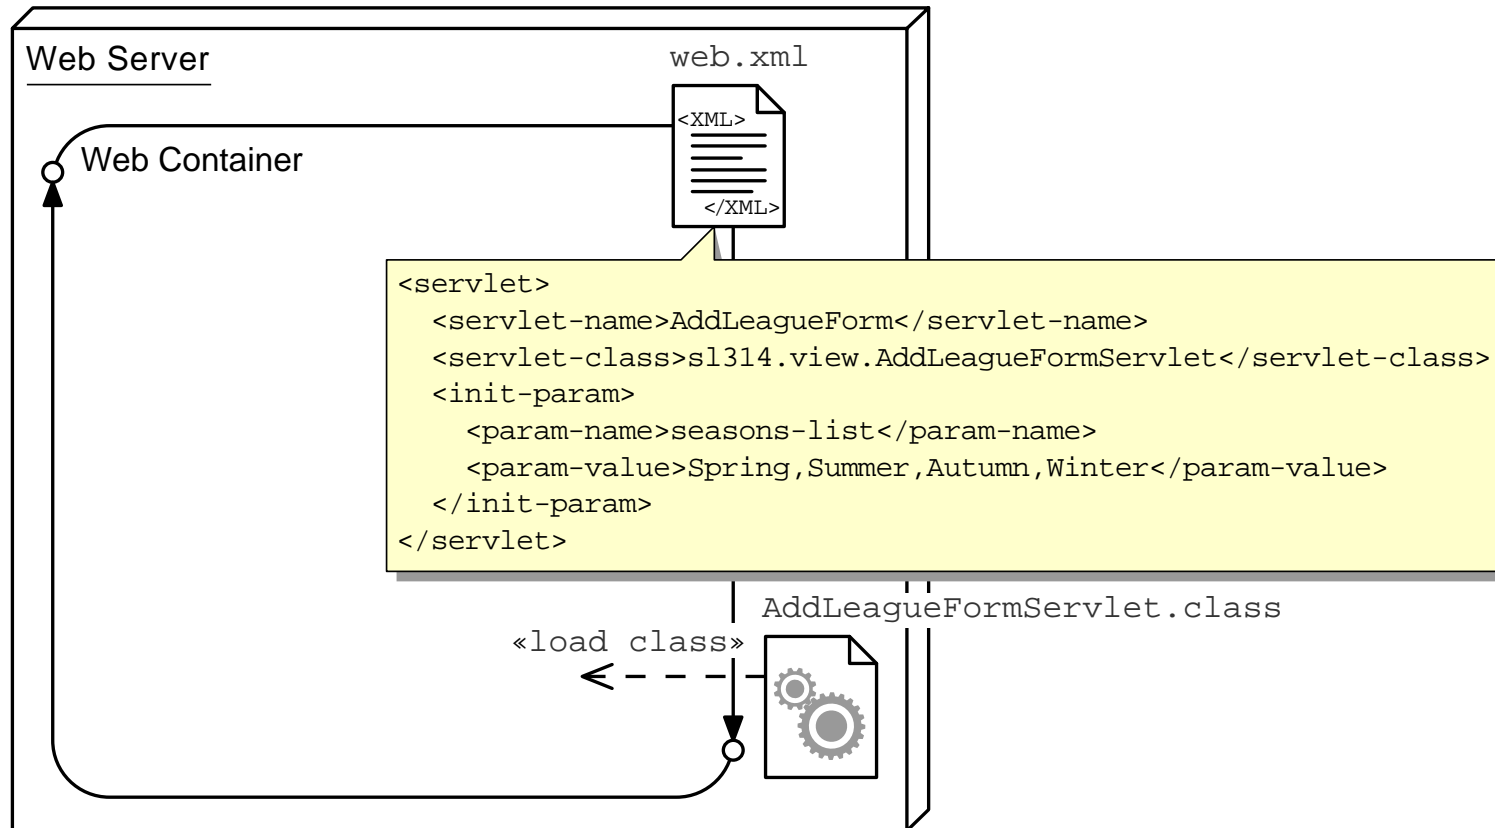 Web Server
web.xml
<XML>
Web Container
</XML>
<servlet>
  <servlet-name>AddLeagueForm</servlet-name>
  <servlet-class>sl314.view.AddLeagueFormServlet</servlet-class>
  <init-param>
    <param-name>seasons-list</param-name>
    <param-value>Spring,Summer,Autumn,Winter</param-value>
  </init-param>
</servlet>
AddLeagueFormServlet.class
«load class»